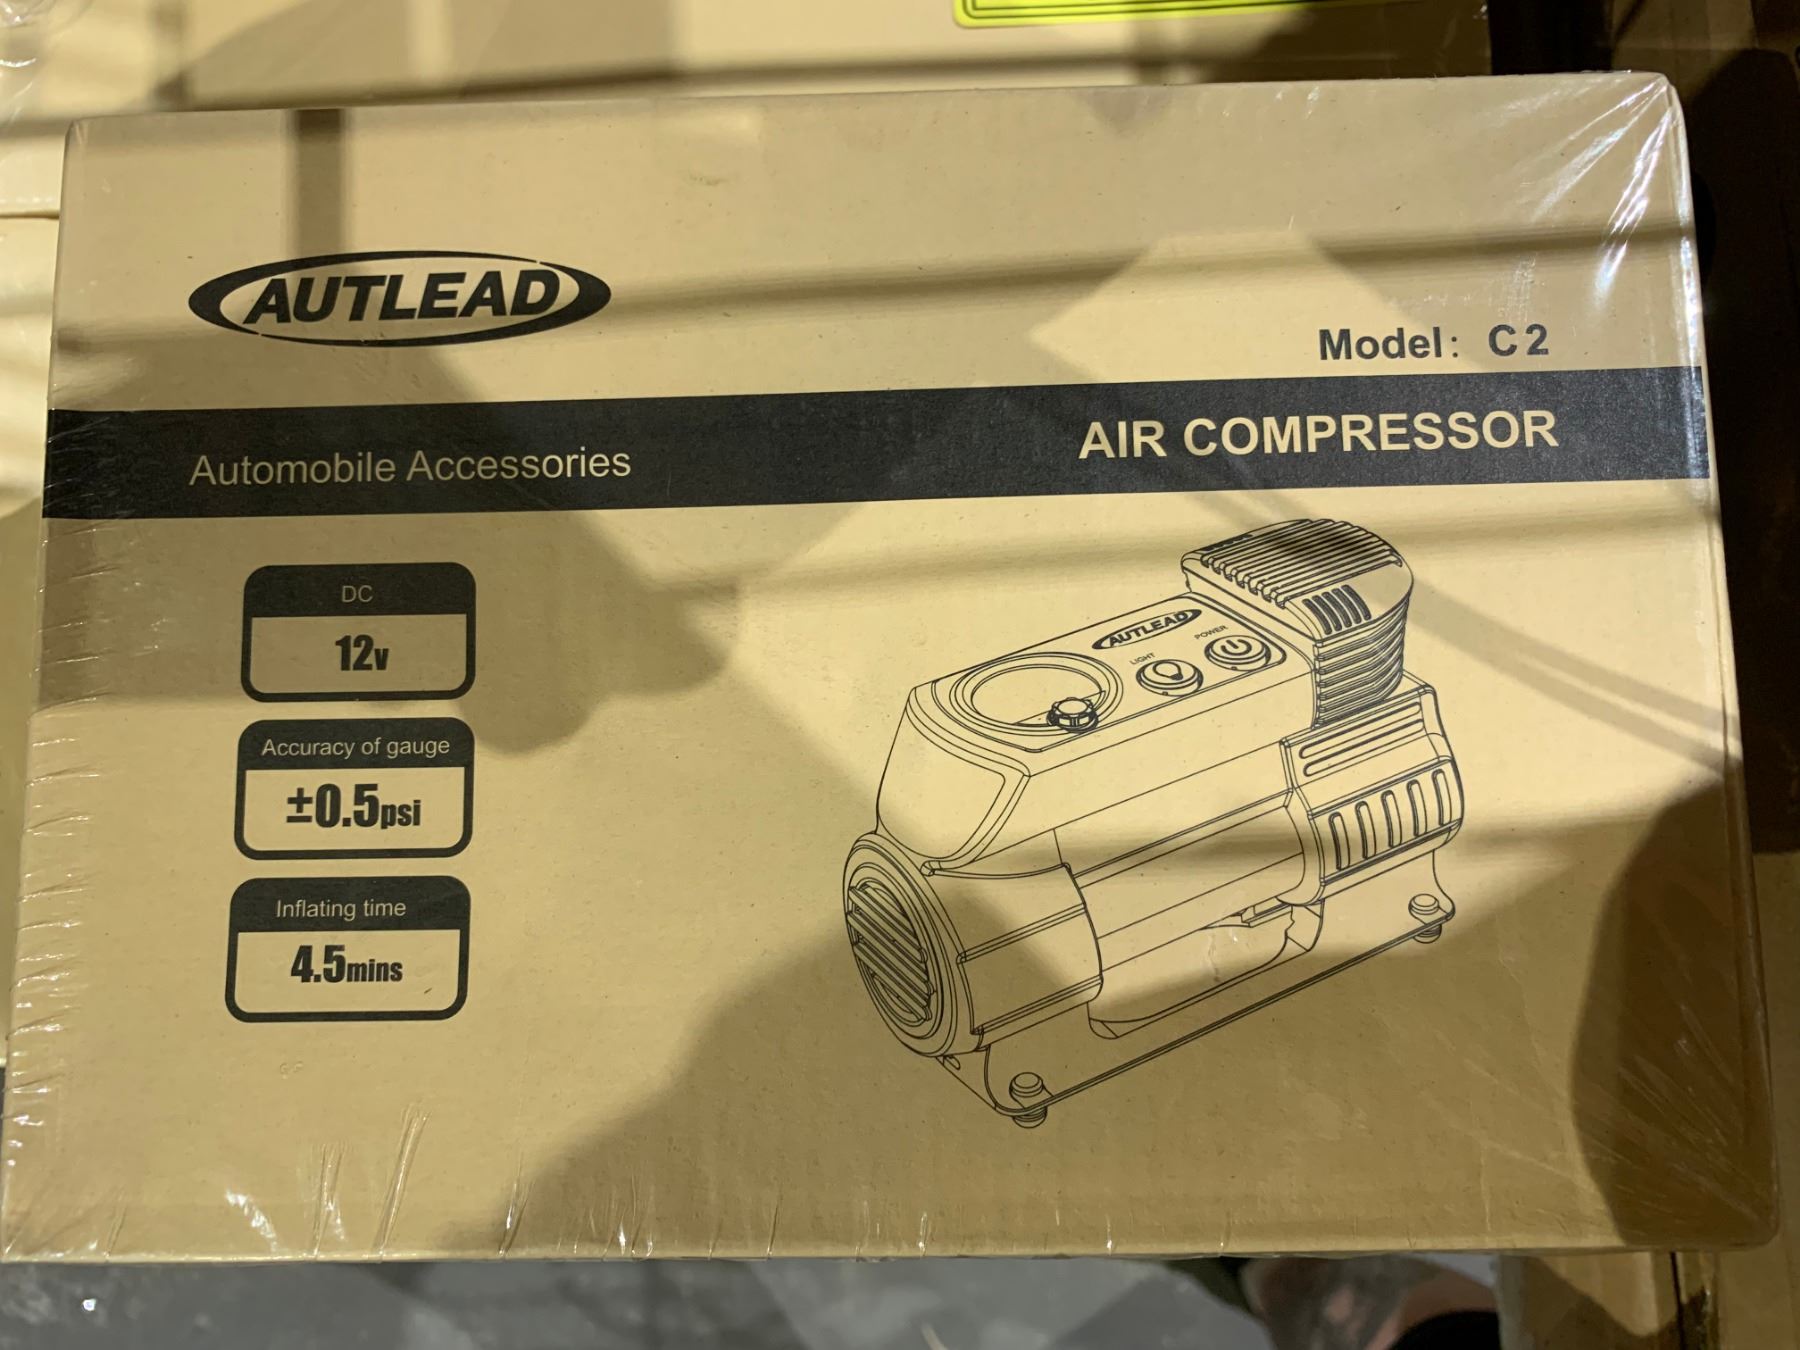 AUTLEAD
Model: C2
Automobile Accessories
AIR COMPRESSOR
DC
12v
Accuracy of gauge
±0.5psi
Inflating time
4.5mins
AUTLEAD
LIGHT
POWER